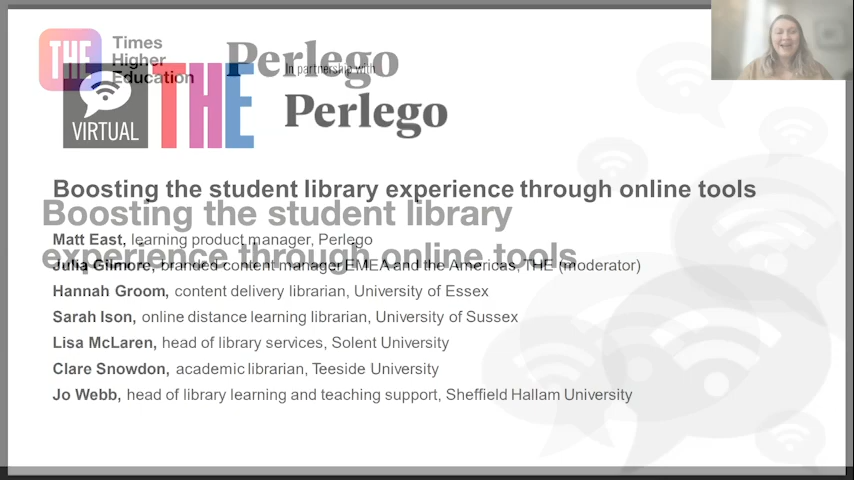 THE
Times
Higher
Education
Perlego
In partnership with
VIRTUAL
THE
Perlego
Boosting the student library experience through online tools
Boosting the student library
experience through online tools
Matt East, learning product manager, Perlego
Julia Gilmore, branded content manager EMEA and the Americas, THE (moderator)
Hannah Groom, content delivery librarian, University of Essex
Sarah Ison, online distance learning librarian, University of Sussex
Lisa McLaren, head of library services, Solent University
Clare Snowdon, academic librarian, Teeside University
Jo Webb, head of library learning and teaching support, Sheffield Hallam University